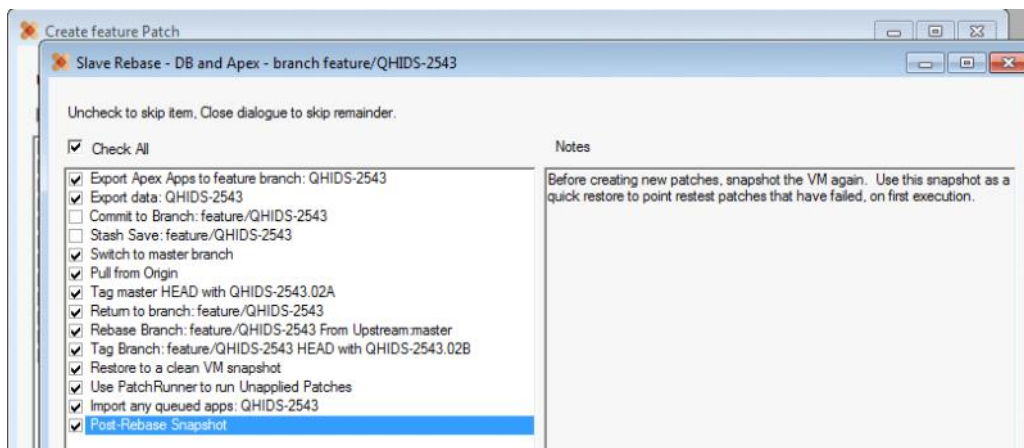 Create feature Patch
Slave Rebase - DB and Apex - branch feature/QHIDS-2543
Uncheck to skip item, Close dialogue to skip remainder.
Check All
Notes
Export Apex Apps to feature branch: QHIDS-2543
Export data: QHIDS-2543
Commit to Branch: feature/QHIDS-2543
Stash Save: feature/QHIDS-2543
Switch to master branch
Pull from Origin
Tag master HEAD with QHIDS-2543.02A
Return to branch: feature/QHIDS-2543
Rebase Branch: feature/QHIDS-2543 From Upstream:master
Tag Branch: feature/QHIDS-2543 HEAD with QHIDS-2543.02B
Restore to a clean VM snapshot
Use PatchRunner to run Unapplied Patches
Import any queued apps: QHIDS-2543
Post-Rebase Snapshot
Before creating new patches, snapshot the VM again. Use this snapshot as a
quick restore to point restest patches that have failed, on first execution.